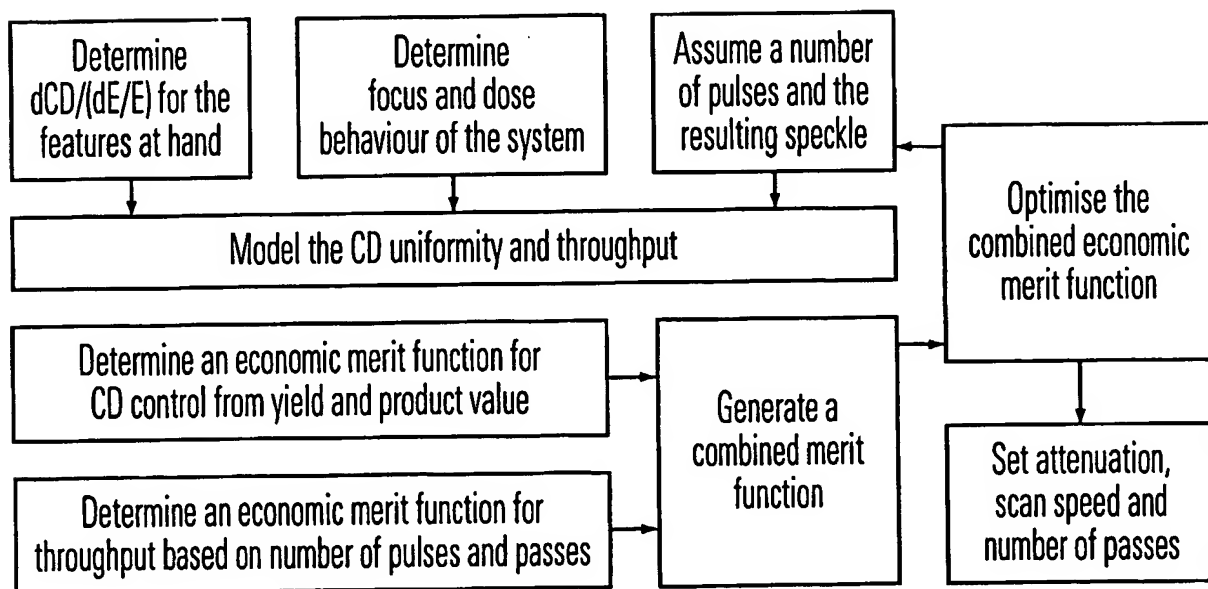 Determine
dCD/(dE/E) for the
features at hand
Determine
focus and dose
behaviour of the system
Assume a number
of pulses and the
resulting speckle
Model the CD uniformity and throughput
Optimise the
combined economic
merit function
Determine an economic merit function for
CD control from yield and product value
Generate a
combined merit
function
Determine an economic merit function for
throughput based on number of pulses and passes
Set attenuation,
scan speed and
number of passes